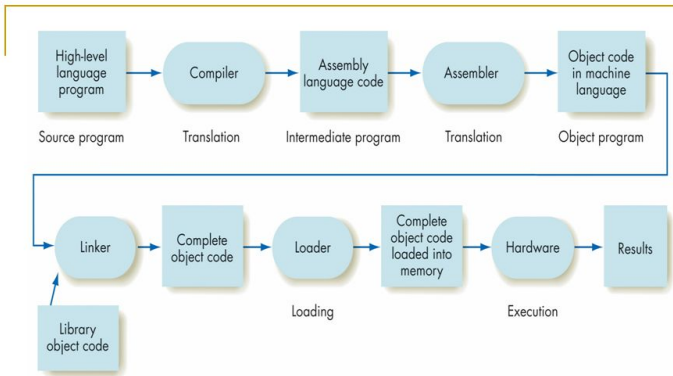 High-level
language
program
Compiler
Assembly
language code
Assembler
Object code
in machine
language
Source program
Translation
Intermediate program
Translation
Object program
Linker
Complete
object code
Loader
Complete
object code
loaded into
memory
Hardware
Results
Loading
Execution
Library
object code